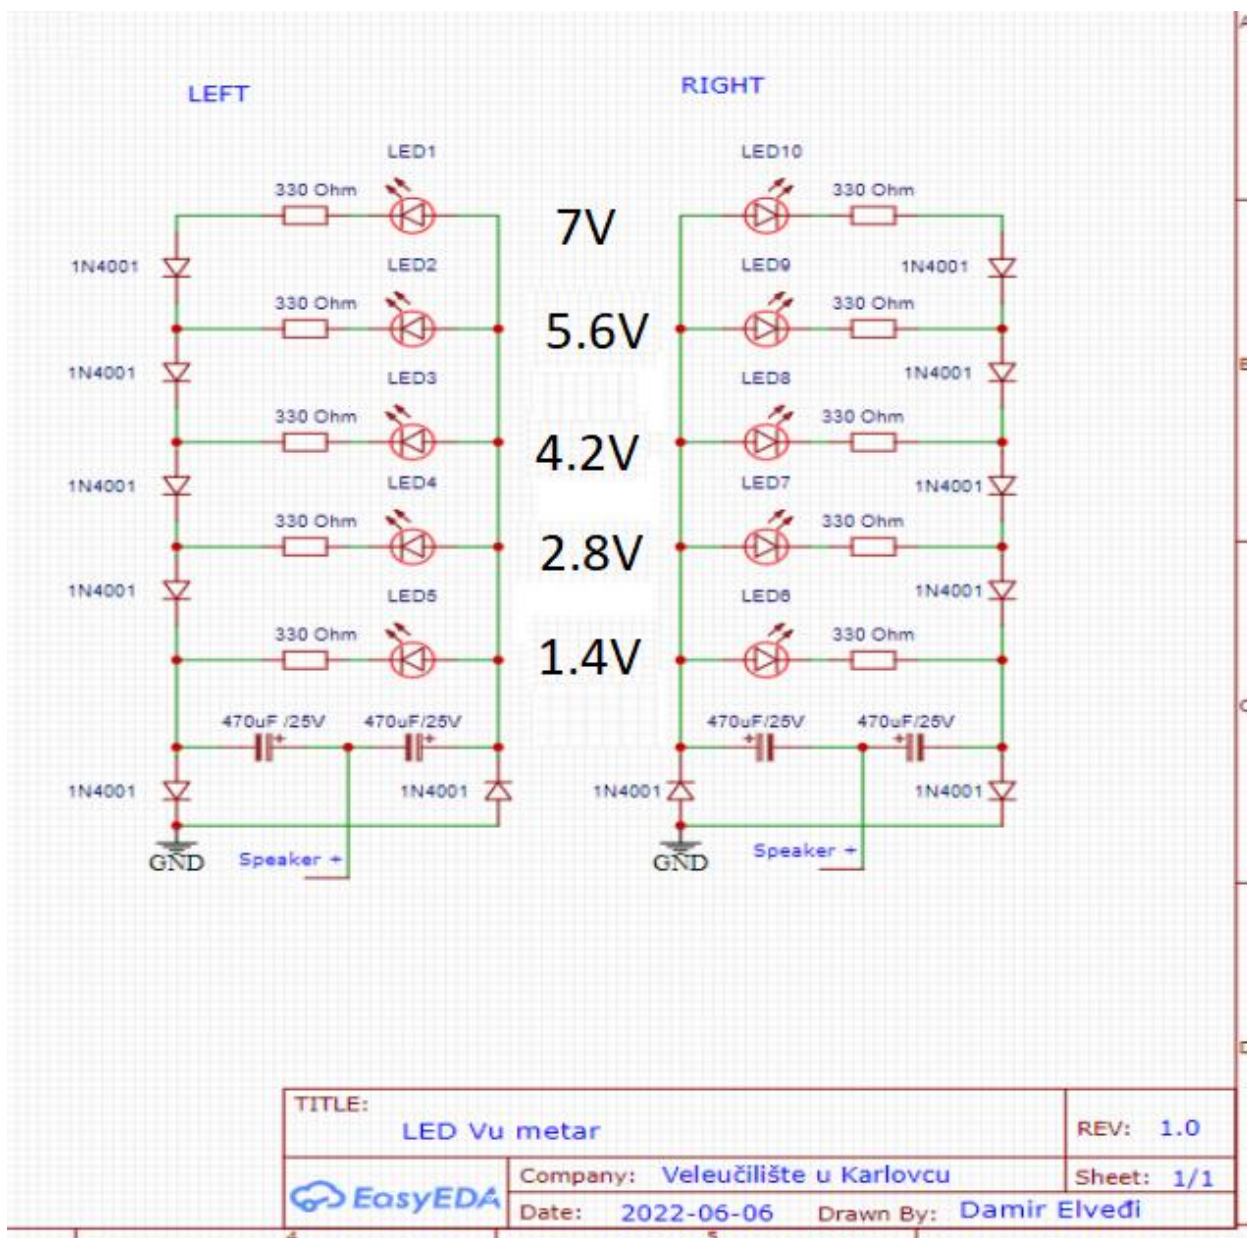 LEFT
RIGHT
LED1
LED10
330 Ohm
330 Ohm
7V
1N4001
LED2
LED9
1N4001
330 Ohm
330 Ohm
5.6V
1N4001
LED3
LED8
1N4001
330 Ohm
330 Ohm
4.2V
1N4001
LED4
LED7
1N4001
330 Ohm
330 Ohm
2.8V
1N4001
LED5
LED6
1N4001
330 Ohm
330 Ohm
1.4V
470uF /25V
470uF/25V
470uF/25V
470uF/25V
1N4001
1N4001
1N4001
1N4001
GND
Speaker +
GND
Speaker +
TITLE:
LED Vu metar
REV: 1.0
EasyEDA
Company: Veleučilište u Karlovcu
Sheet: 1/1
Date: 2022-06-06
Drawn By: Damir Elveđi
4
5